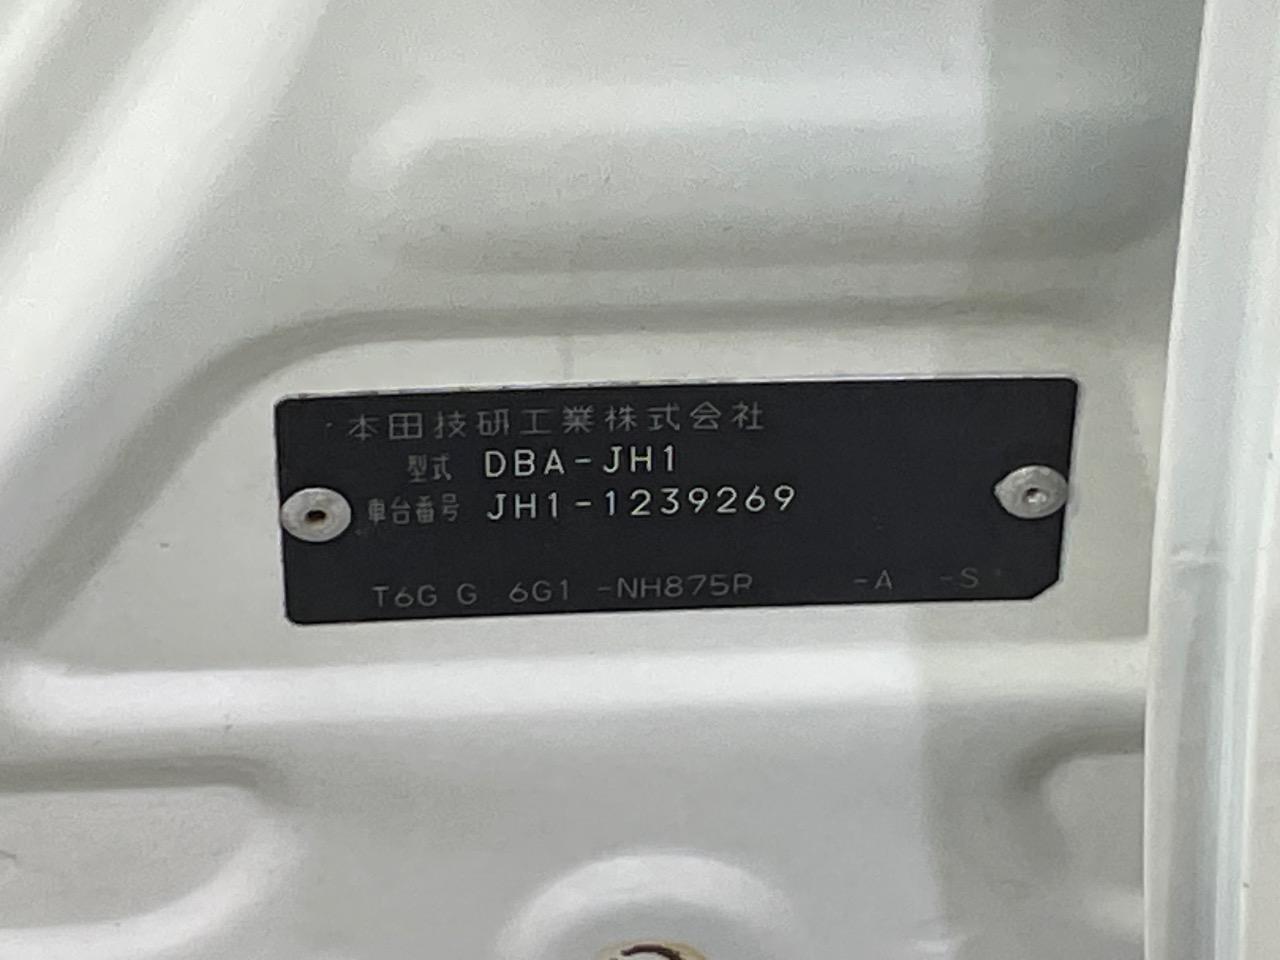 本田技研工業株式会社
型式 DBA-JH1
車台番号 JH1-1239269
T6G G 6G1 -NH875P -A -S